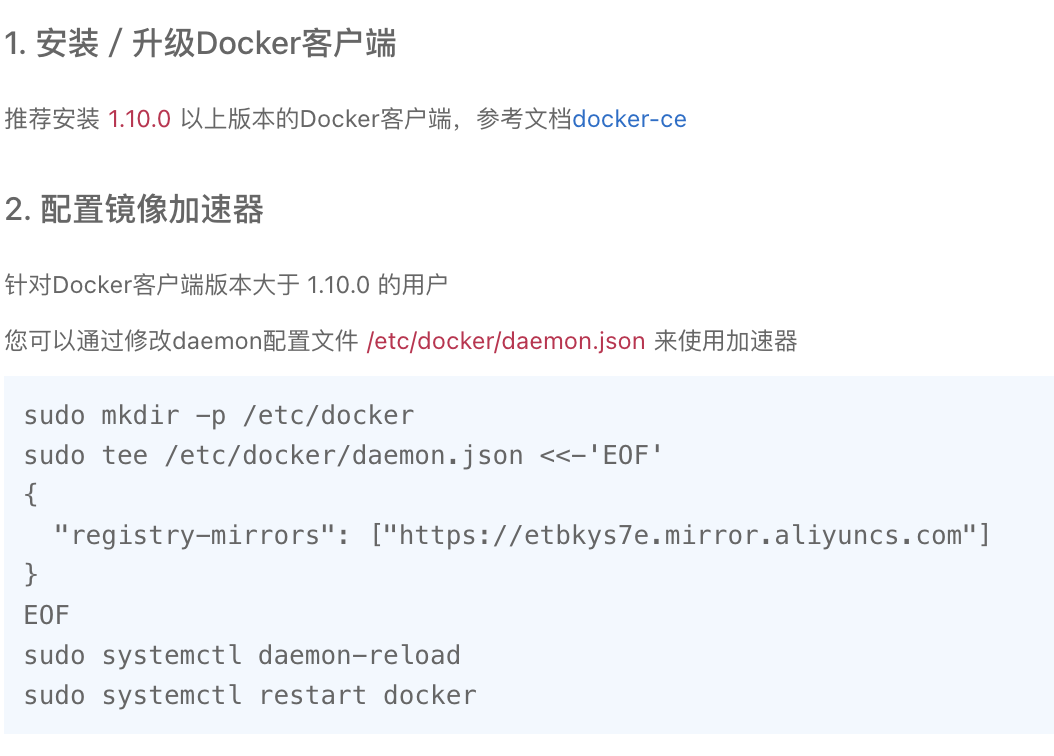 1. 安装 / 升级Docker客户端
推荐安装 1.10.0 以上版本的Docker客户端，参考文档docker-ce
2. 配置镜像加速器
针对Docker客户端版本大于 1.10.0 的用户
您可以通过修改daemon配置文件 /etc/docker/daemon.json 来使用加速器
sudo mkdir -p /etc/docker
sudo tee /etc/docker/daemon.json <<-'EOF'
{
  "registry-mirrors": ["https://etbkys7e.mirror.aliyuncs.com"]
}
EOF
sudo systemctl daemon-reload
sudo systemctl restart docker